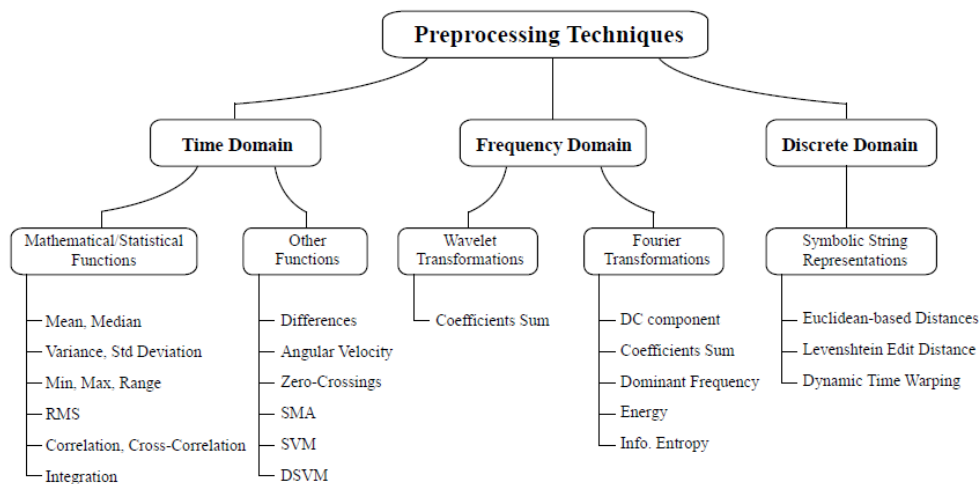 Preprocessing Techniques
Time Domain
Frequency Domain
Discrete Domain
Mathematical/Statistical
Functions
Other
Functions
Wavelet
Transformations
Fourier
Transformations
Symbolic String
Representations
Mean, Median
Variance, Std Deviation
Min, Max, Range
RMS
Correlation, Cross-Correlation
Integration
Differences
Angular Velocity
Zero-Crossings
SMA
SVM
DSVM
Coefficients Sum
DC component
Coefficients Sum
Dominant Frequency
Energy
Info. Entropy
Euclidean-based Distances
Levenshtein Edit Distance
Dynamic Time Warping